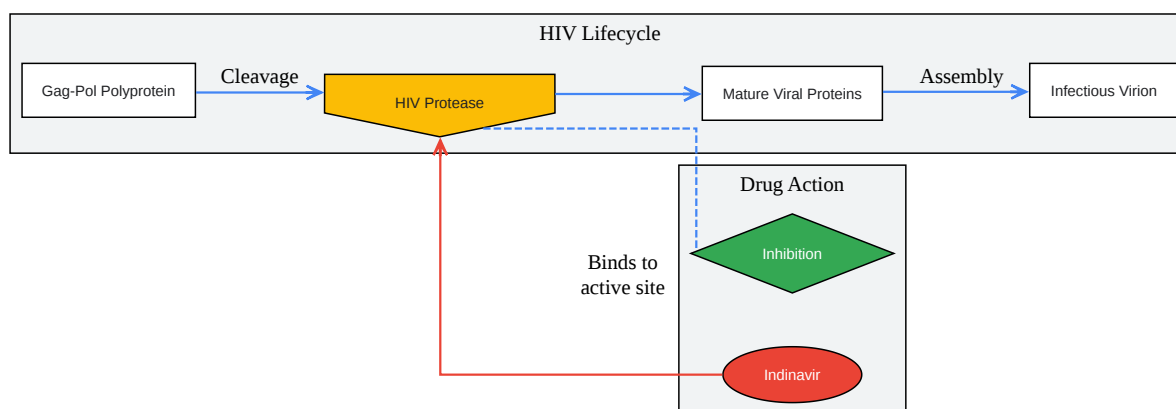 HIV Lifecycle
Gag-Pol Polyprotein
Cleavage
HIV Protease
Mature Viral Proteins
Assembly
Infectious Virion
Drug Action
Inhibition
Binds to
active site
Indinavir